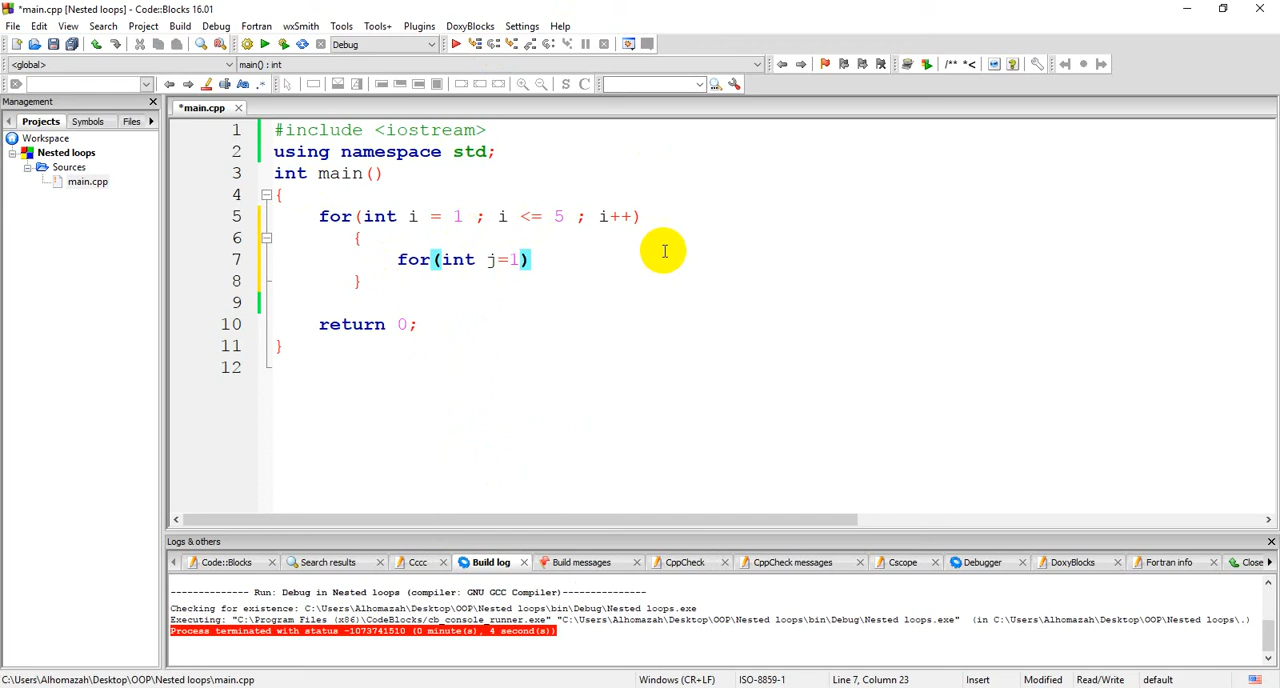 *main.cpp [Nested loops] - Code::Blocks 16.01
File Edit View Search Project Build Debug Fortran wxSmith Tools Tools+ Plugins DoxyBlocks Settings Help
Debug
<global> main() : int
/** *<
Aa .*
S C
Management
*main.cpp
Projects Symbols Files
Workspace
Nested loops
Sources
main.cpp
1 #include <iostream>
2 using namespace std;
3 int main()
4 {
5 for(int i = 1 ; i <= 5 ; i++)
6 {
7 for(int j=1)
8 }
9
10 return 0;
11 }
12
Logs & others
Code::Blocks Search results Cccc Build log Build messages CppCheck CppCheck messages Cscope Debugger DoxyBlocks Fortran info Close
-------------- Run: Debug in Nested loops (compiler: GNU GCC Compiler)---------------
Checking for existence: C:\Users\Alhomazah\Desktop\OOP\Nested loops\bin\Debug\Nested loops.exe
Executing: "C:\Program Files (x86)\CodeBlocks/cb_console_runner.exe" "C:\Users\Alhomazah\Desktop\OOP\Nested loops\bin\Debug\Nested loops.exe" (in C:\Users\Alhomazah\Desktop\OOP\Nested loops\.)
Process terminated with status -1073741510 (0 minute(s), 4 second(s))
C:\Users\Alhomazah\Desktop\OOP\Nested loops\main.cpp Windows (CR+LF) ISO-8859-1 Line 7, Column 23 Insert Modified Read/Write default